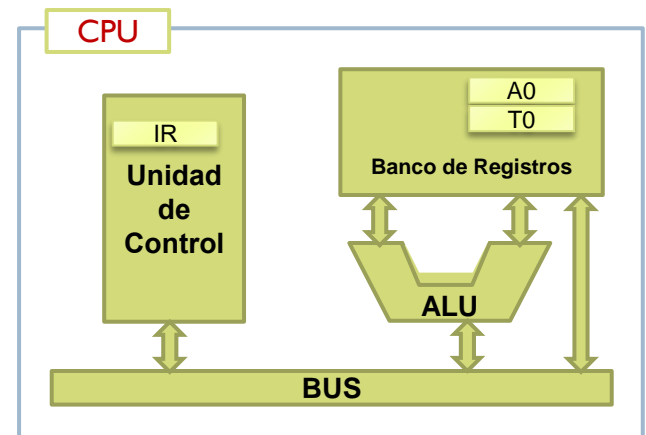 CPU
IR
Unidad
de
Control
A0
T0
Banco de Registros
ALU
BUS